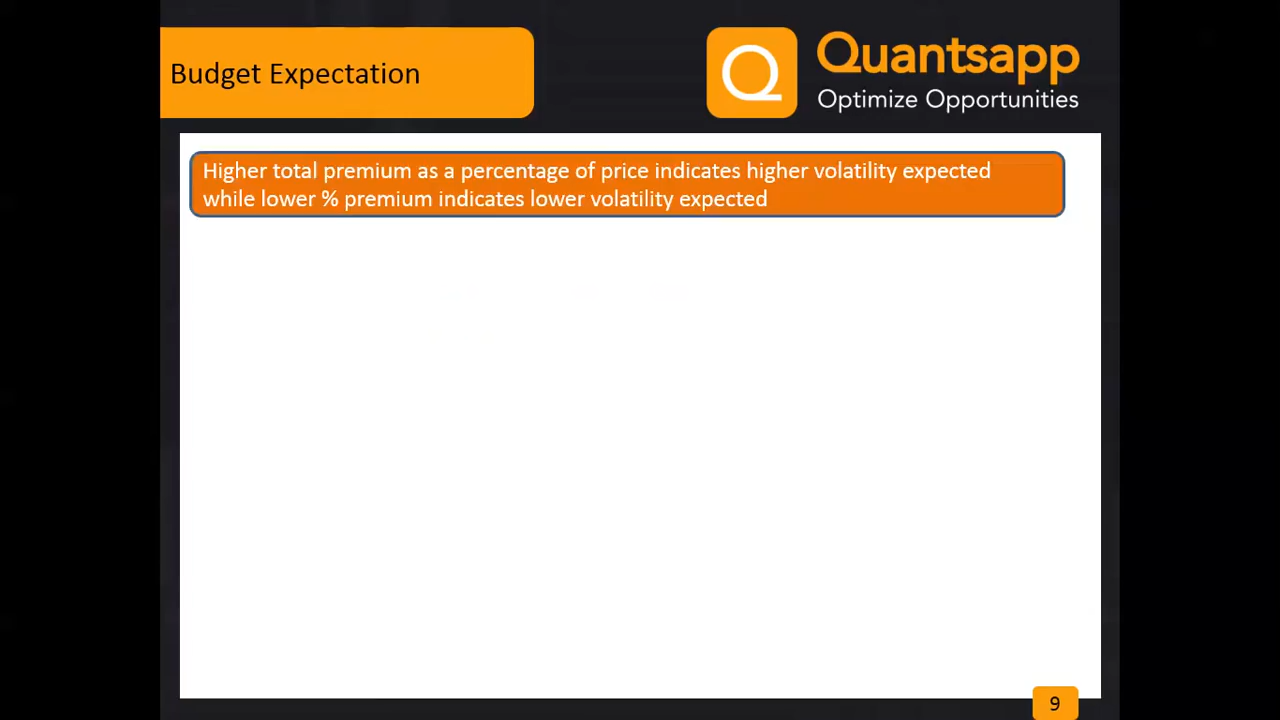 Budget Expectation
Q
Quantsapp
Optimize Opportunities
Higher total premium as a percentage of price indicates higher volatility expected
while lower % premium indicates lower volatility expected
9